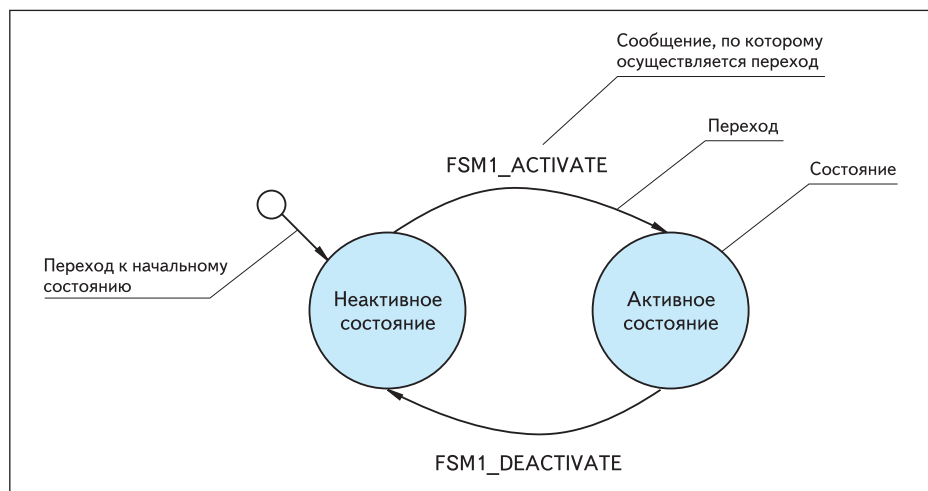 Сообщение, по которому
осуществляется переход
Переход
FSM1_ACTIVATE
Состояние
Переход к начальному
состоянию
Неактивное
состояние
Активное
состояние
FSM1_DEACTIVATE